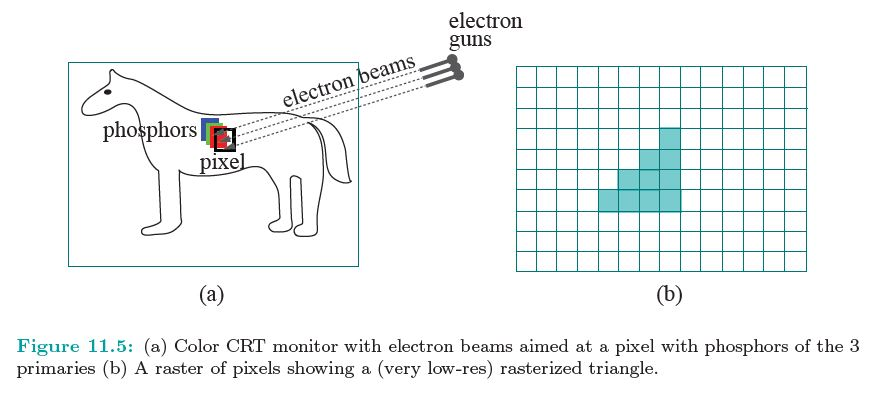 electron
guns
electron beams
phosphors
pixel
(a)
(b)
Figure 11.5: (a) Color CRT monitor with electron beams aimed at a pixel with phosphors of the 3
primaries (b) A raster of pixels showing a (very low-res) rasterized triangle.